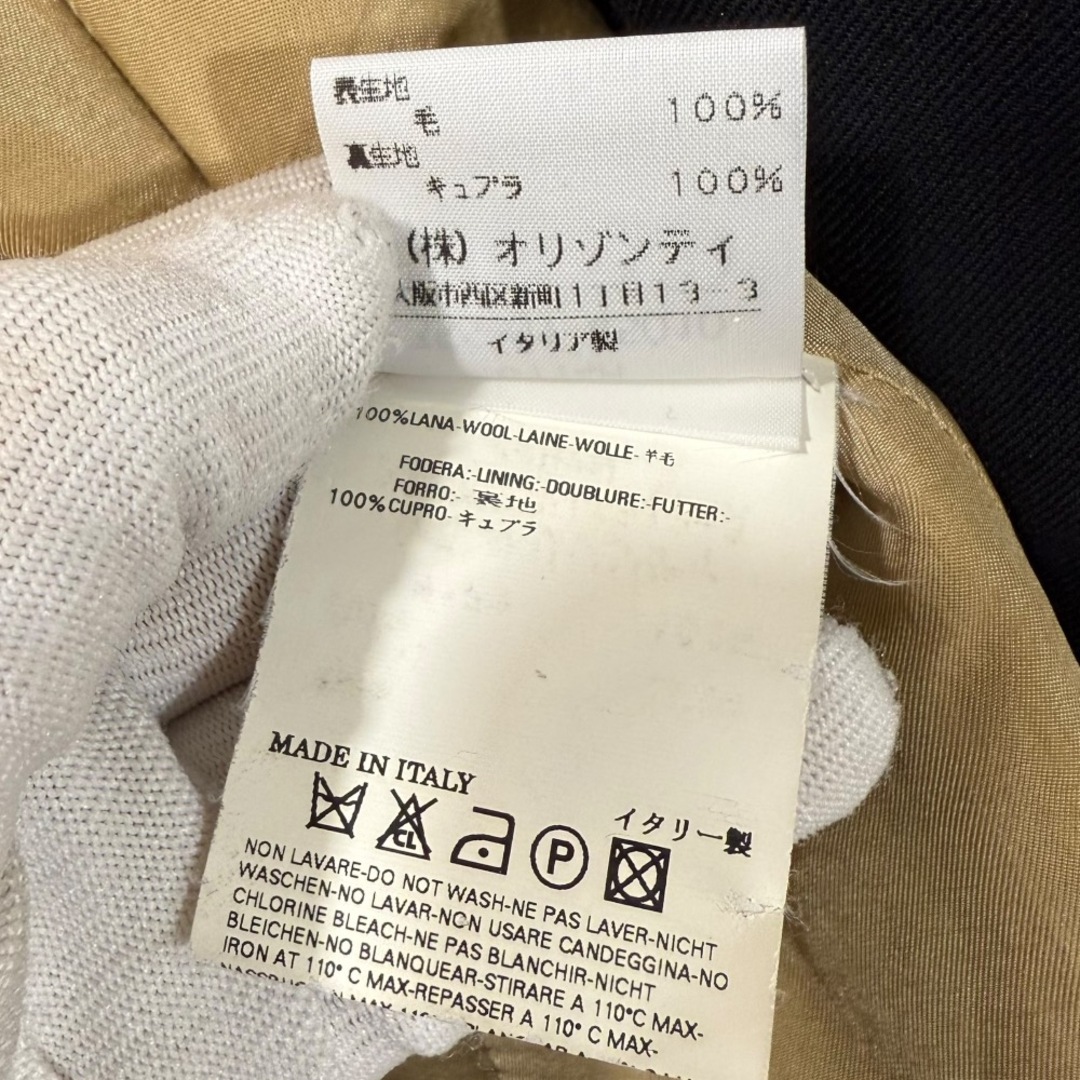 表生地
毛 100%
裏生地
キュプラ 100%
(株) オリゾンティ
大阪市西区新町1丁目13-3
イタリア製
100%LANA-WOOL-LAINE-WOLLE-羊毛
FODERA:-LINING:-DOUBLURE:-FUTTER:-
FORRO:- 裏地
100%CUPRO-キュプラ
MADE IN ITALY
イタリー製
CL
P
NON LAVARE-DO NOT WASH-NE PAS LAVER-NICHT
WASCHEN-NO LAVAR-NON USARE CANDEGGINA-NO
CHLORINE BLEACH-NE PAS BLANCHIR-NICHT
BLEICHEN-NO BLANQUEAR-STIRARE A 110°C MAX-
IRON AT 110° C MAX-REPASSER A 110° C MAX-